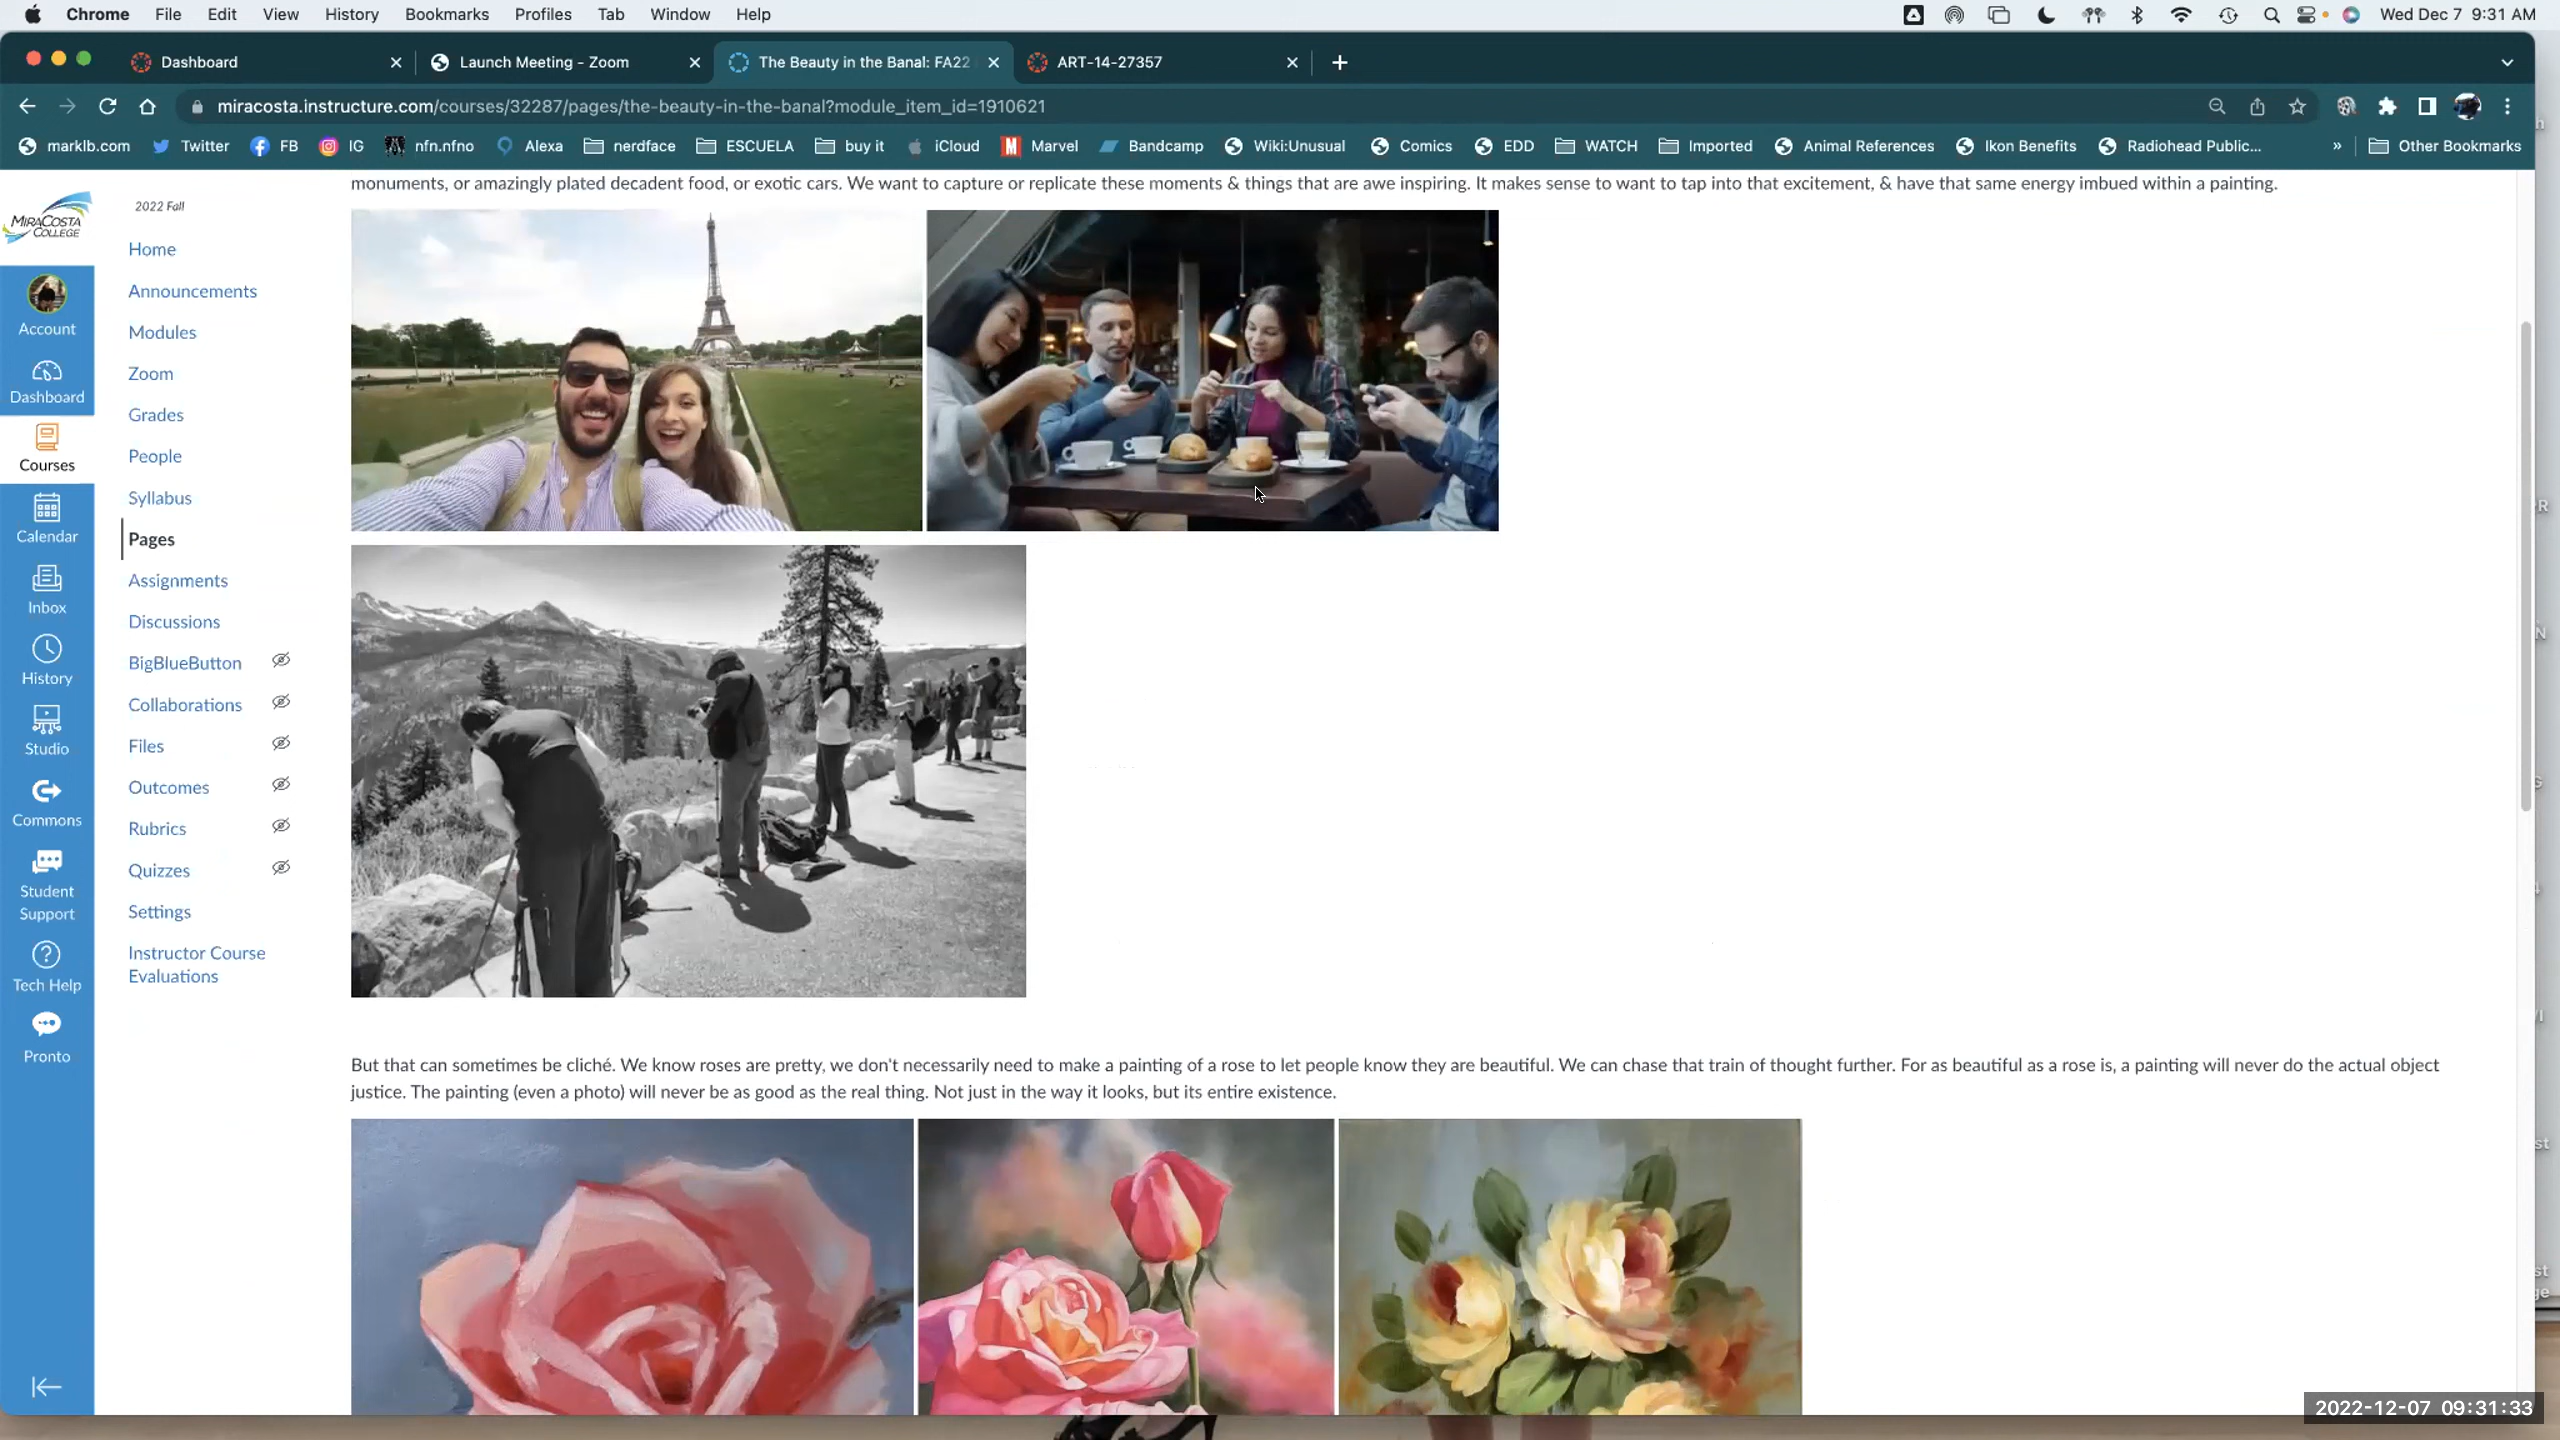 Chrome File Edit View History Bookmarks Profiles Tab Window Help
Wed Dec 7 9:31 AM
Dashboard
Launch Meeting - Zoom
The Beauty in the Banal: FA22
ART-14-27357
miracosta.instructure.com/courses/32287/pages/the-beauty-in-the-banal?module_item_id=1910621
marklb.com Twitter FB IG nfn.nfno Alexa nerdface ESCUELA buy it iCloud Marvel Bandcamp Wiki:Unusual Comics EDD WATCH Imported Animal References Ikon Benefits Radiohead Public... » Other Bookmarks
MIRACOSTA
COLLEGE
Account
Dashboard
Courses
Calendar
Inbox
History
Studio
Commons
Student
Support
Tech Help
Pronto
2022 Fall
Home
Announcements
Modules
Zoom
Grades
People
Syllabus
Pages
Assignments
Discussions
BigBlueButton
Collaborations
Files
Outcomes
Rubrics
Quizzes
Settings
Instructor Course
Evaluations
monuments, or amazingly plated decadent food, or exotic cars. We want to capture or replicate these moments & things that are awe inspiring. It makes sense to want to tap into that excitement, & have that same energy imbued within a painting.
But that can sometimes be cliché. We know roses are pretty, we don't necessarily need to make a painting of a rose to let people know they are beautiful. We can chase that train of thought further. For as beautiful as a rose is, a painting will never do the actual object
justice. The painting (even a photo) will never be as good as the real thing. Not just in the way it looks, but its entire existence.
2022-12-07 09:31:33